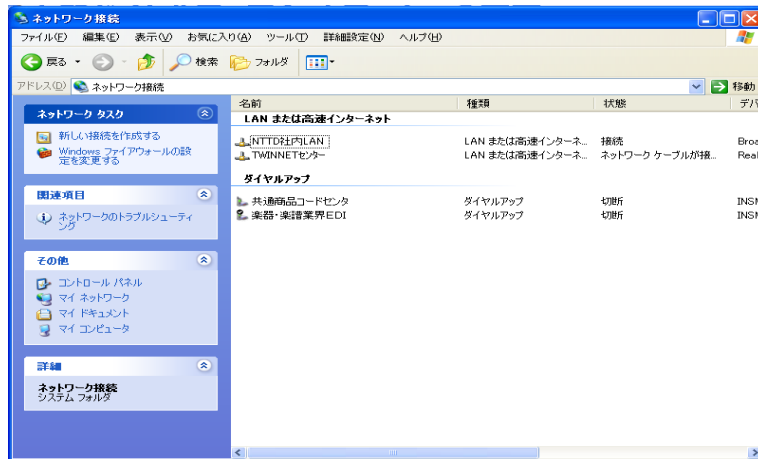 ネットワーク接続
ファイル(F) 編集(E) 表示(V) お気に入り(A) ツール(T) 詳細設定(N) ヘルプ(H)
戻る 検索 フォルダ
アドレス(D) ネットワーク接続 移動
ネットワーク タスク
新しい接続を作成する
Windows ファイアウォールの設
定を変更する
関連項目
ネットワークのトラブルシューティ
ング
その他
コントロール パネル
マイ ネットワーク
マイ ドキュメント
マイ コンピュータ
詳細
ネットワーク接続
システム フォルダ
名前 種類 状態 デバ
LAN または高速インターネット
NTTD社内LAN LAN または高速インターネ... 接続 Broa
TWINNETセンター LAN または高速インターネ... ネットワーク ケーブルが接... Real
ダイヤルアップ
共通商品コードセンタ ダイヤルアップ 切断 INSM
楽器・楽譜業界EDI ダイヤルアップ 切断 INSM